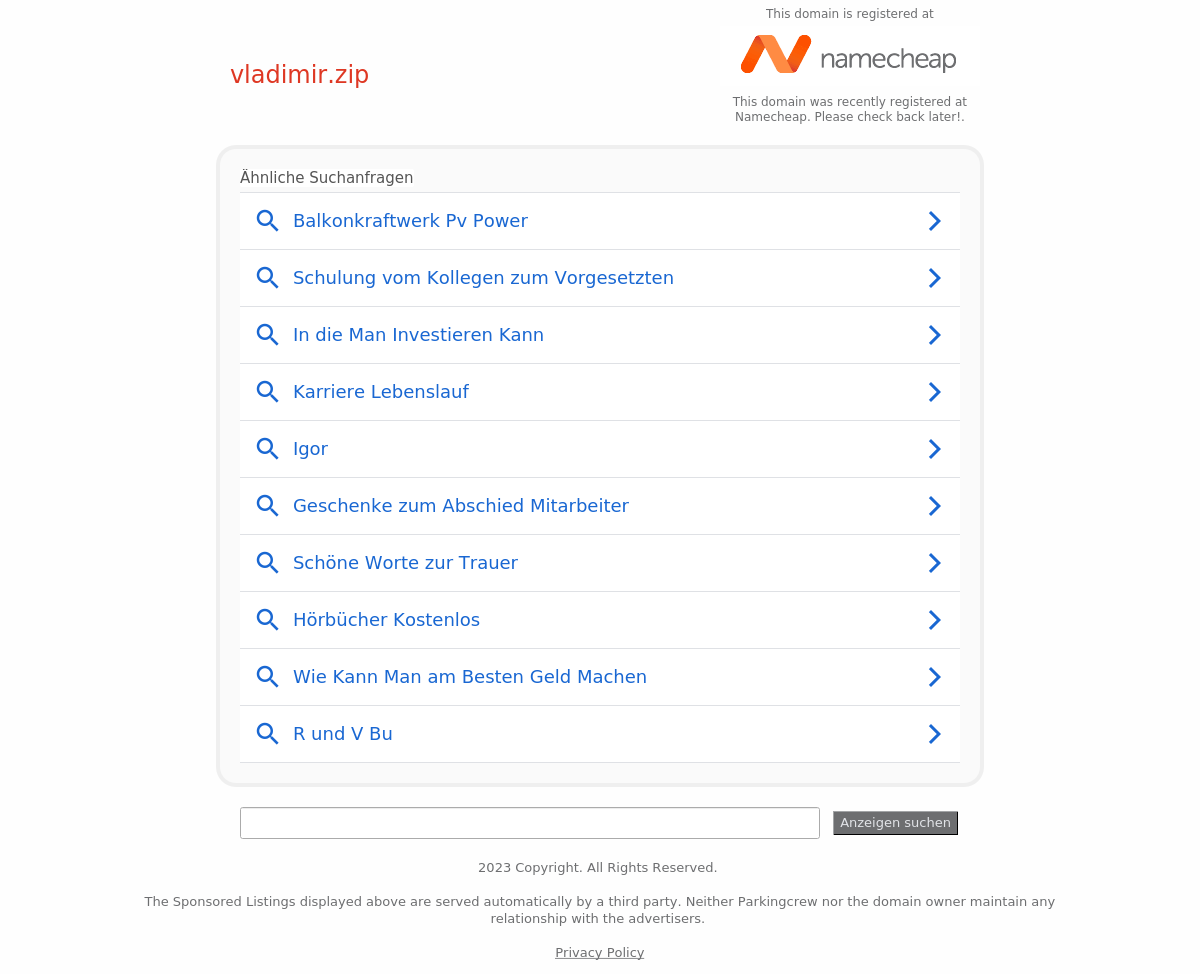 This domain is registered at
namecheap
vladimir.zip
This domain was recently registered at
Namecheap. Please check back later!.
Ähnliche Suchanfragen
Balkonkraftwerk Pv Power
Schulung vom Kollegen zum Vorgesetzten
In die Man Investieren Kann
Karriere Lebenslauf
Igor
Geschenke zum Abschied Mitarbeiter
Schöne Worte zur Trauer
Hörbücher Kostenlos
Wie Kann Man am Besten Geld Machen
R und V Bu
Anzeigen suchen
2023 Copyright. All Rights Reserved.
The Sponsored Listings displayed above are served automatically by a third party. Neither Parkingcrew nor the domain owner maintain any
relationship with the advertisers.
Privacy Policy